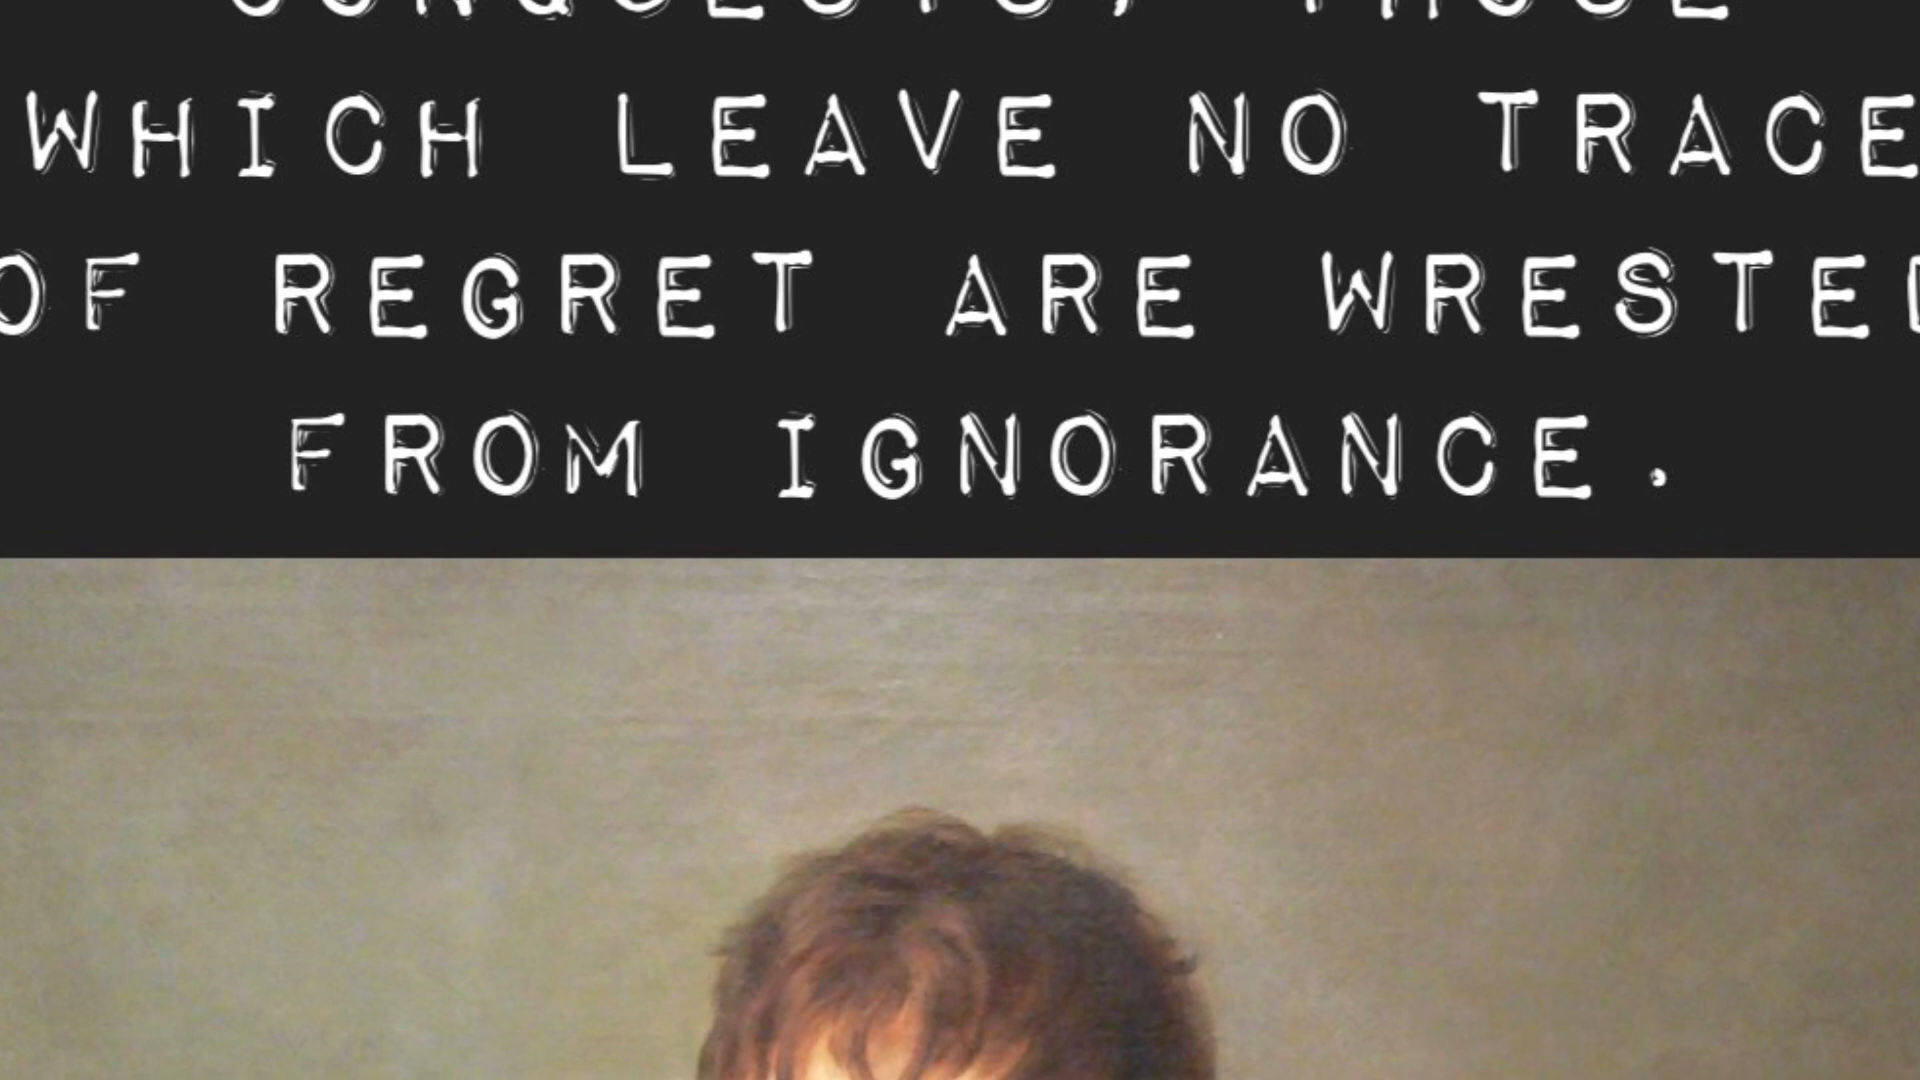 WHICH LEAVE NO TRACE
OF REGRET ARE WRESTED
FROM IGNORANCE.